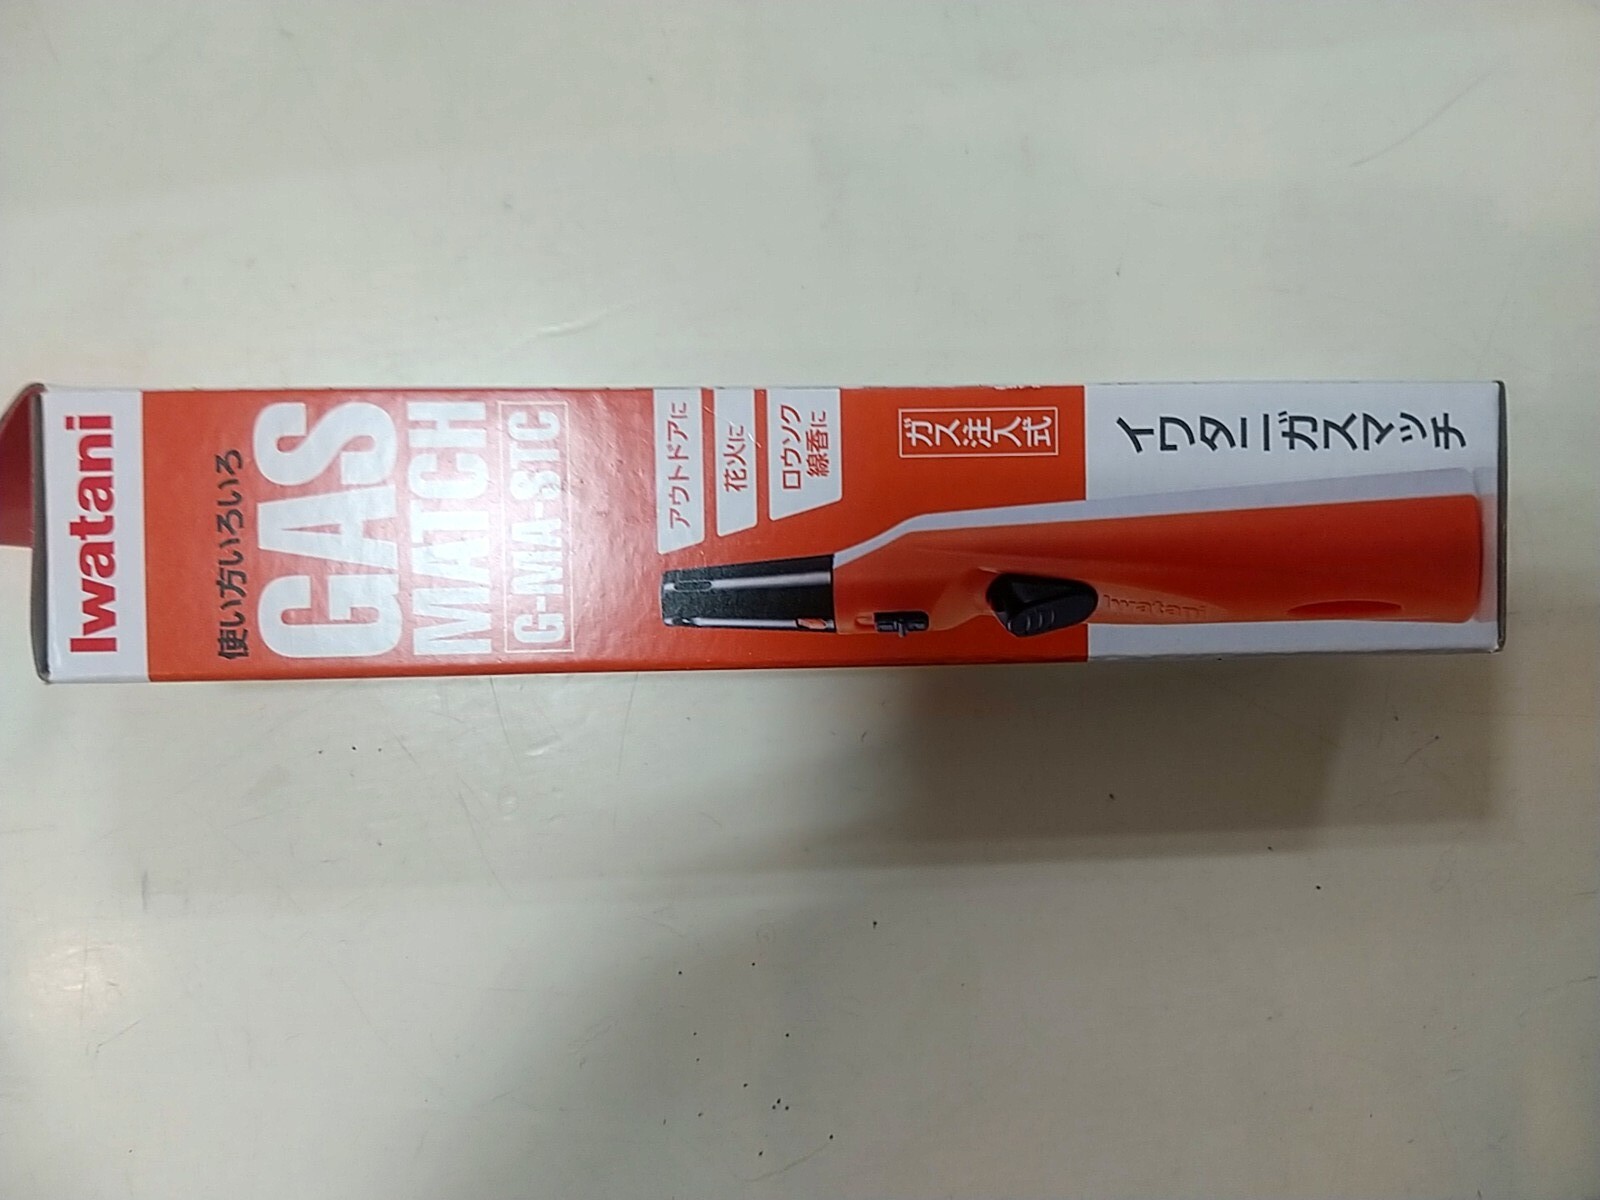 Iwatani
使い方いろいろ
GAS
MATCH
G-MA-STC
アウトドアに
花火に
ロウソク
線香に
ガス注入式
Iwatani
イワタニガスマッチ